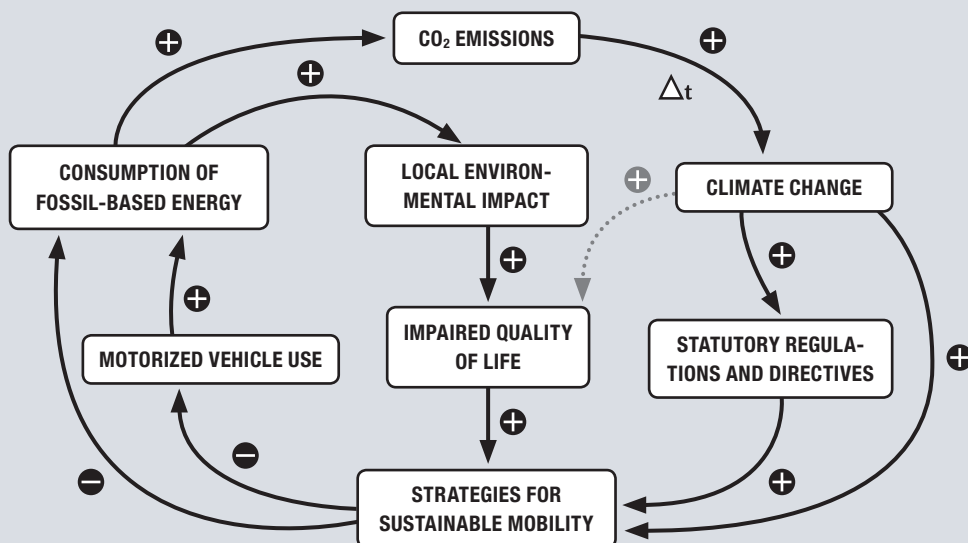 CO₂ EMISSIONS
+
+
+
Δt
CONSUMPTION OF
FOSSIL-BASED ENERGY
LOCAL ENVIRON-
MENTAL IMPACT
+
CLIMATE CHANGE
+
+
+
MOTORIZED VEHICLE USE
IMPAIRED QUALITY
OF LIFE
STATUTORY REGULA-
TIONS AND DIRECTIVES
+
+
−
−
+
STRATEGIES FOR
SUSTAINABLE MOBILITY